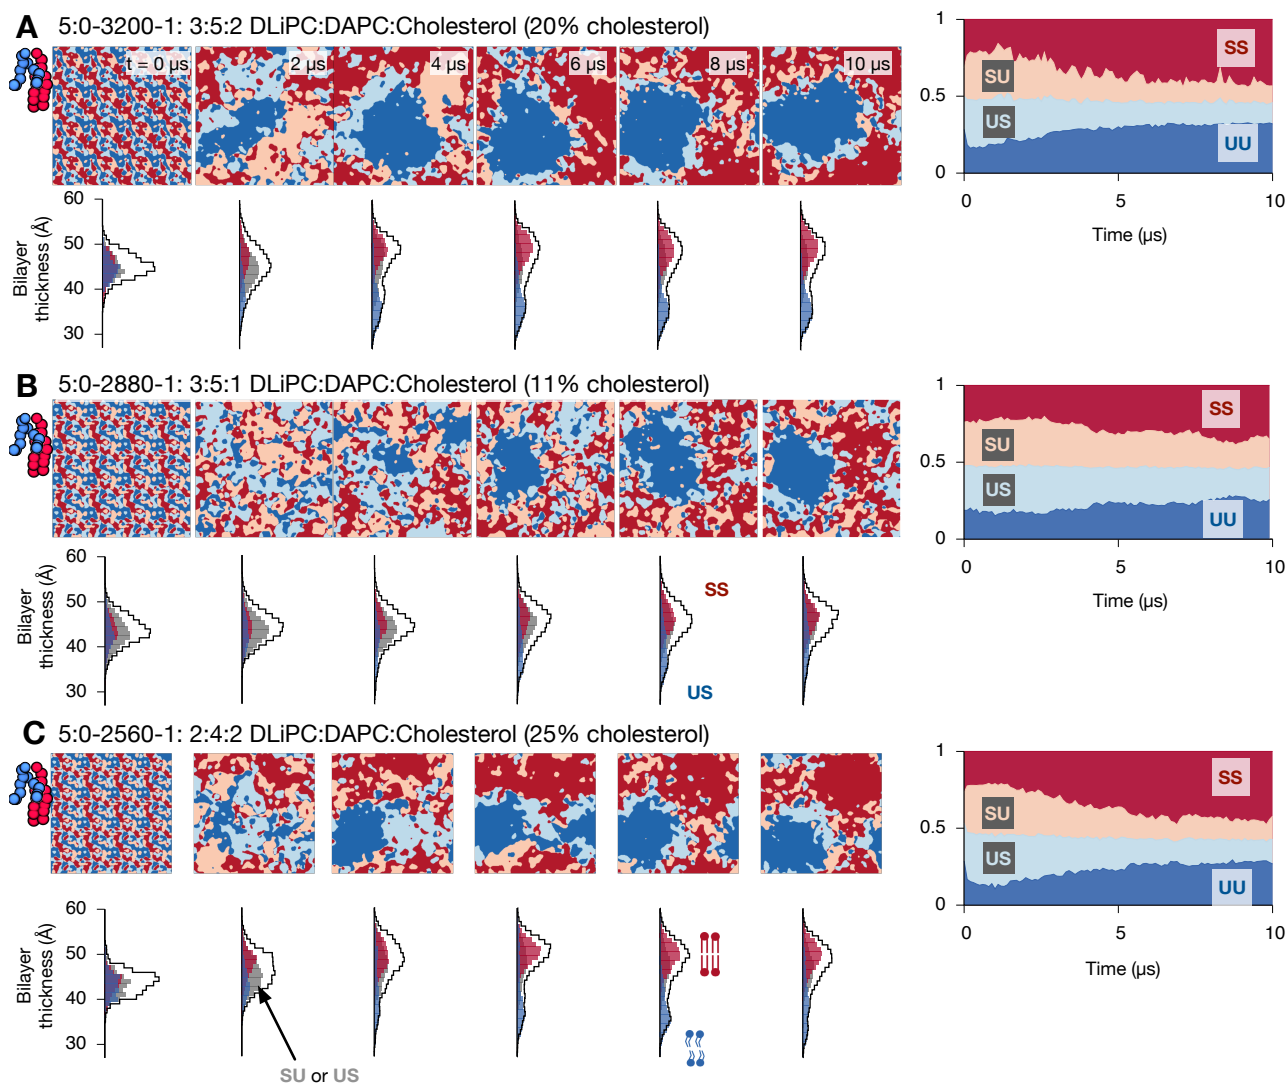 A 5:0-3200-1: 3:5:2 DLiPC:DAPC:Cholesterol (20% cholesterol)
t = 0 µs
2 µs
4 µs
6 µs
8 µs
10 µs
60
50
40
30
Bilayer
thickness (Å)
1
0.5
0
SS
SU
US
UU
0
5
10
Time (µs)
B 5:0-2880-1: 3:5:1 DLiPC:DAPC:Cholesterol (11% cholesterol)
60
50
40
30
Bilayer
thickness (Å)
SS
US
1
0.5
0
SS
SU
US
UU
0
5
10
Time (µs)
C 5:0-2560-1: 2:4:2 DLiPC:DAPC:Cholesterol (25% cholesterol)
60
50
40
30
Bilayer
thickness (Å)
SU or US
1
0.5
0
SS
SU
US
UU
0
5
10
Time (µs)